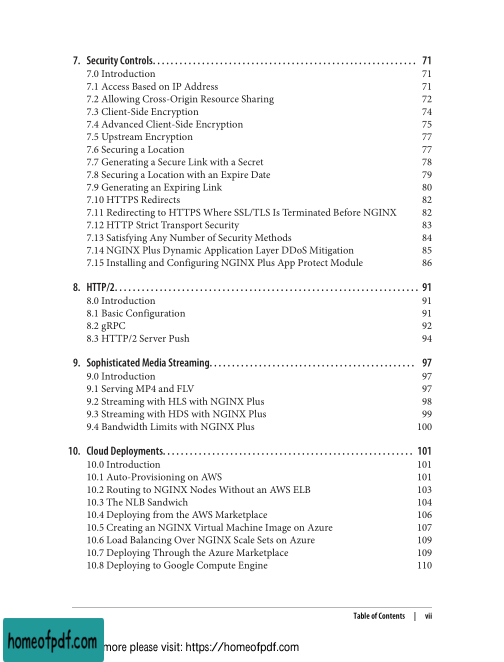 7. Security Controls. . . . . . . . . . . . . . . . . . . . . . . . . . . . . . . . . . . . . . . . . . . . . . . . . . . . . . . . . . . 71
7.0 Introduction 71
7.1 Access Based on IP Address 71
7.2 Allowing Cross-Origin Resource Sharing 72
7.3 Client-Side Encryption 74
7.4 Advanced Client-Side Encryption 75
7.5 Upstream Encryption 77
7.6 Securing a Location 77
7.7 Generating a Secure Link with a Secret 78
7.8 Securing a Location with an Expire Date 79
7.9 Generating an Expiring Link 80
7.10 HTTPS Redirects 82
7.11 Redirecting to HTTPS Where SSL/TLS Is Terminated Before NGINX 82
7.12 HTTP Strict Transport Security 83
7.13 Satisfying Any Number of Security Methods 84
7.14 NGINX Plus Dynamic Application Layer DDoS Mitigation 85
7.15 Installing and Configuring NGINX Plus App Protect Module 86
8. HTTP/2. . . . . . . . . . . . . . . . . . . . . . . . . . . . . . . . . . . . . . . . . . . . . . . . . . . . . . . . . . . . . . . . . . . 91
8.0 Introduction 91
8.1 Basic Configuration 91
8.2 gRPC 92
8.3 HTTP/2 Server Push 94
9. Sophisticated Media Streaming. . . . . . . . . . . . . . . . . . . . . . . . . . . . . . . . . . . . . . . . . . . . . . 97
9.0 Introduction 97
9.1 Serving MP4 and FLV 97
9.2 Streaming with HLS with NGINX Plus 98
9.3 Streaming with HDS with NGINX Plus 99
9.4 Bandwidth Limits with NGINX Plus 100
10. Cloud Deployments. . . . . . . . . . . . . . . . . . . . . . . . . . . . . . . . . . . . . . . . . . . . . . . . . . . . . . . . 101
10.0 Introduction 101
10.1 Auto-Provisioning on AWS 101
10.2 Routing to NGINX Nodes Without an AWS ELB 103
10.3 The NLB Sandwich 104
10.4 Deploying from the AWS Marketplace 106
10.5 Creating an NGINX Virtual Machine Image on Azure 107
10.6 Load Balancing Over NGINX Scale Sets on Azure 109
10.7 Deploying Through the Azure Marketplace 109
10.8 Deploying to Google Compute Engine 110
Table of Contents | vii
homeofpdf.com more please visit: https://homeofpdf.com